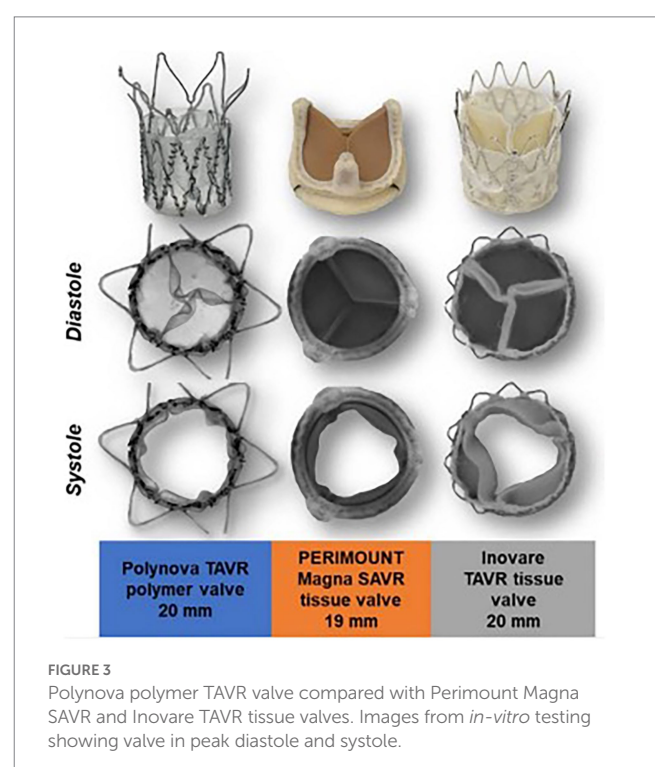 Diastole
Systole
Polynova TAVR
polymer valve
20 mm
PERIMOUNT
Magna SAVR
tissue valve
19 mm
Inovare
TAVR tissue
valve
20 mm
FIGURE 3
Polynova polymer TAVR valve compared with Perimount Magna
SAVR and Inovare TAVR tissue valves. Images from in-vitro testing
showing valve in peak diastole and systole.